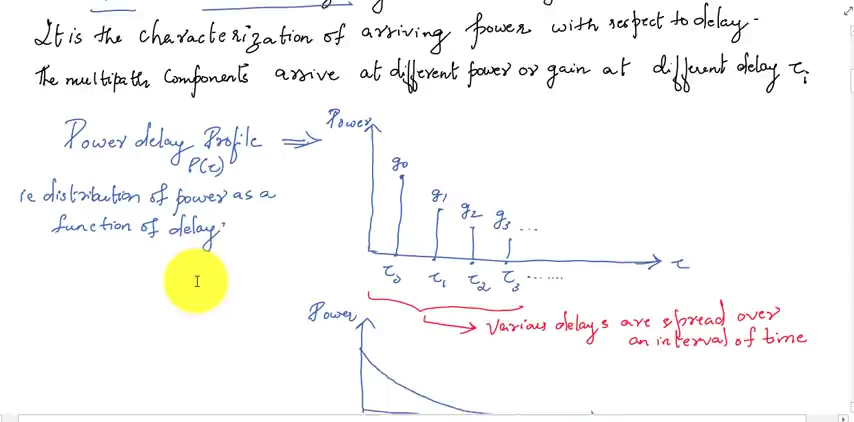 It is the characterization of arriving power with respect to delay.
The multipath components arrive at different power or gain at different delay τi
Power delay Profile ⇒
P(τ)
ie distribution of power as a
function of delay.
Power
g0
g1
g2
g3 ...
τ0 τ1 τ2 τ3 ........ τ
Various delays are spread over
an interval of time
Power